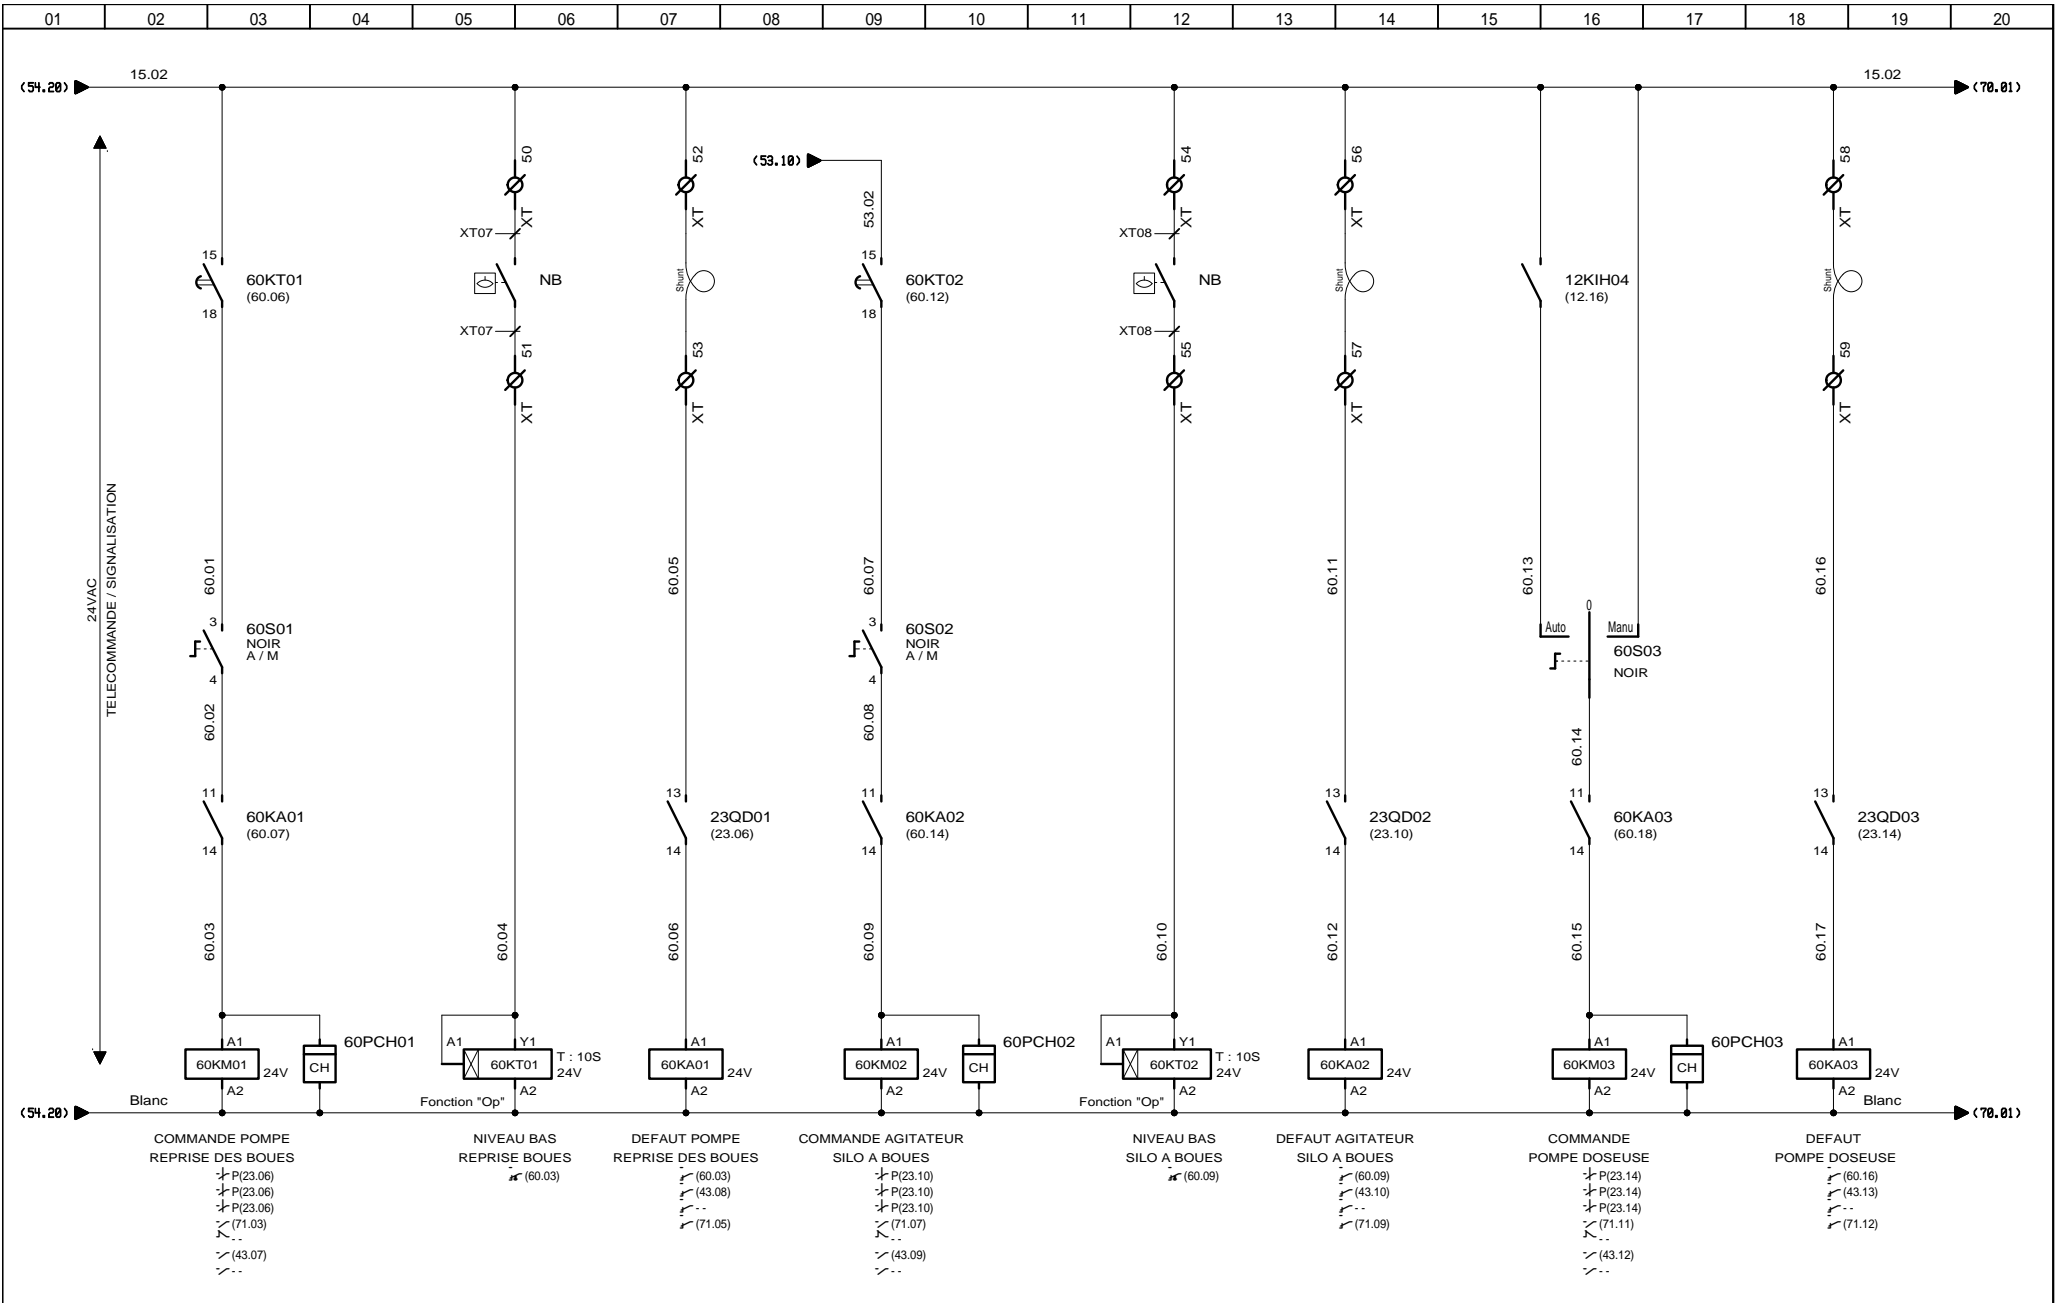 01 02 03 04 05 06 07 08 09 10 11 12 13 14 15 16 17 18 19 20
15.02 15.02
(54.20) (70.01)
50 52 54 56 58
(53.10)
53.02
XT XT XT XT XT
XT07 XT08
15 15
60KT01 NB Shunt 60KT02 NB Shunt 12KIH04 Shunt
(60.06) (60.12) (12.16)
18 18
XT07 XT08
51 53 55 57 59
XT XT XT XT XT
24VAC
TELECOMMANDE / SIGNALISATION
60.01 60.05 60.07 60.11 60.13 60.16
0
3 3
60S01 60S02 Auto Manu
NOIR NOIR 60S03
A / M A / M NOIR
4 4
60.02 60.08 60.14
11 13 11 13 11 13
60KA01 23QD01 60KA02 23QD02 60KA03 23QD03
(60.07) (23.06) (60.14) (23.10) (60.18) (23.14)
14 14 14 14 14 14
60.03 60.04 60.06 60.09 60.10 60.12 60.15 60.17
A1 60PCH01 A1 Y1 A1 A1 60PCH02 A1 Y1 A1 A1 60PCH03 A1
60KM01 24V CH 60KT01 T : 10S 24V 60KA01 24V 60KM02 24V CH 60KT02 T : 10S 24V 60KA02 24V 60KM03 24V CH 60KA03 24V
A2 A2 A2 A2 A2 A2 A2 A2
Blanc Fonction "Op" Fonction "Op" Blanc
(54.20) (70.01)
COMMANDE POMPE
REPRISE DES BOUES
P(23.06)
P(23.06)
P(23.06)
(71.03)
- -
(43.07)
- -
NIVEAU BAS
REPRISE BOUES
(60.03)
DEFAUT POMPE
REPRISE DES BOUES
(60.03)
(43.08)
- -
(71.05)
COMMANDE AGITATEUR
SILO A BOUES
P(23.10)
P(23.10)
P(23.10)
(71.07)
- -
(43.09)
- -
NIVEAU BAS
SILO A BOUES
(60.09)
DEFAUT AGITATEUR
SILO A BOUES
(60.09)
(43.10)
- -
(71.09)
COMMANDE
POMPE DOSEUSE
P(23.14)
P(23.14)
P(23.14)
(71.11)
- -
(43.12)
- -
DEFAUT
POMPE DOSEUSE
(60.16)
(43.13)
- -
(71.12)